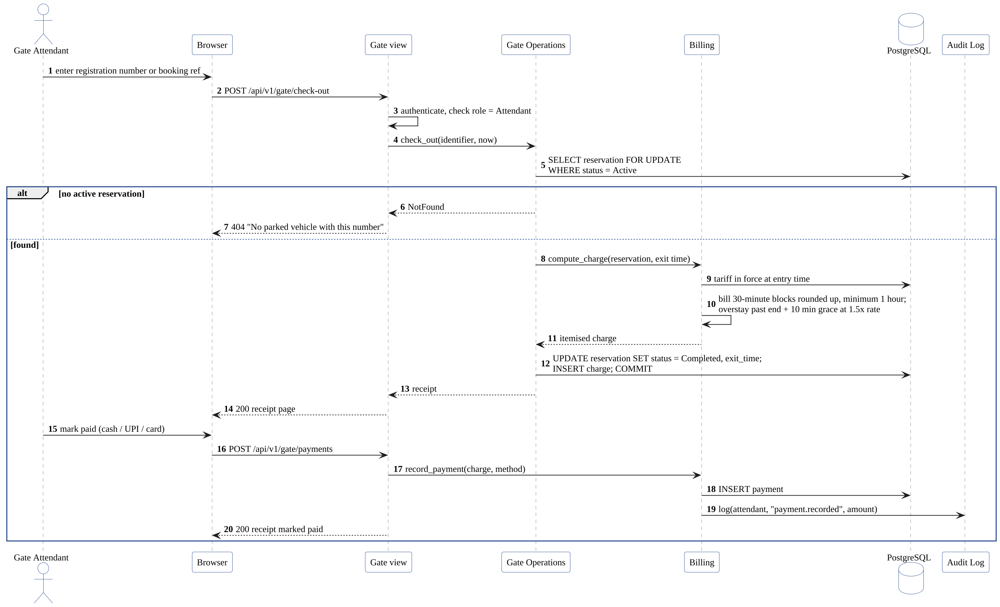 Gate Attendant
Browser
Gate view
Gate Operations
Billing
PostgreSQL
Audit Log
1 enter registration number or booking ref
2 POST /api/v1/gate/check-out
3 authenticate, check role = Attendant
4 check_out(identifier, now)
5 SELECT reservation FOR UPDATE
WHERE status = Active
alt [no active reservation]
6 NotFound
7 404 "No parked vehicle with this number"
[found]
8 compute_charge(reservation, exit time)
9 tariff in force at entry time
10 bill 30-minute blocks rounded up, minimum 1 hour;
overstay past end + 10 min grace at 1.5x rate
11 itemised charge
12 UPDATE reservation SET status = Completed, exit_time;
INSERT charge; COMMIT
13 receipt
14 200 receipt page
15 mark paid (cash / UPI / card)
16 POST /api/v1/gate/payments
17 record_payment(charge, method)
18 INSERT payment
19 log(attendant, "payment.recorded", amount)
20 200 receipt marked paid
Gate Attendant
Browser
Gate view
Gate Operations
Billing
PostgreSQL
Audit Log